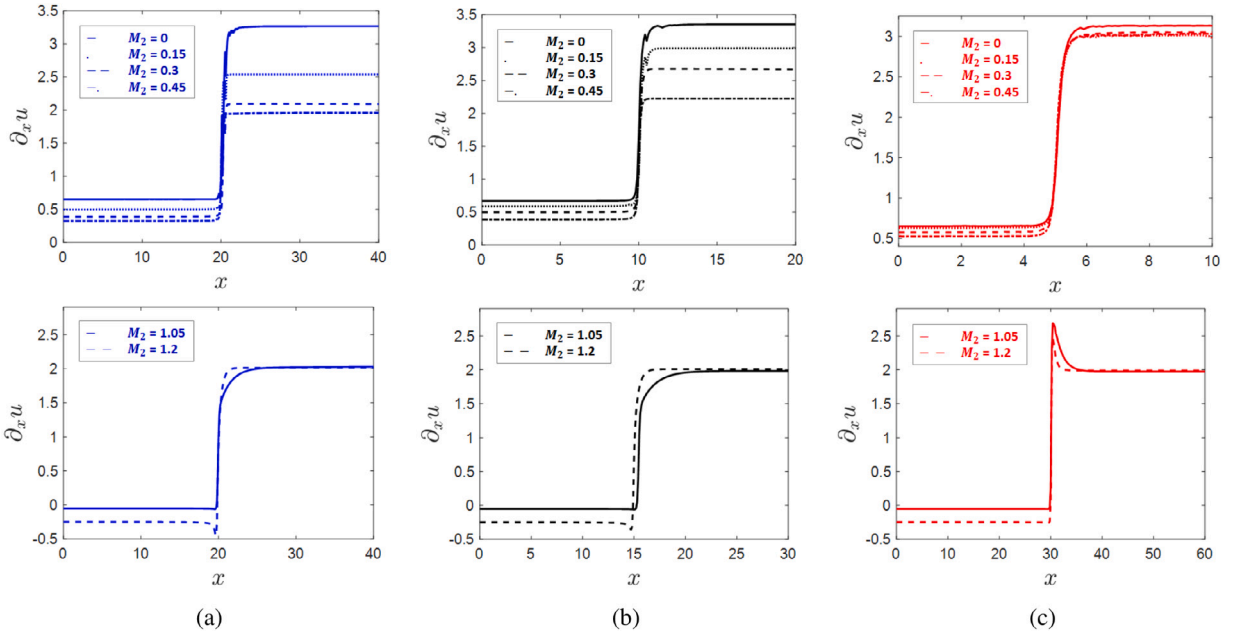 3.5
3
2.5
2
1.5
1
0.5
0
0 10 20 30 40
x
∂ₓu
M₂ = 0
M₂ = 0.15
M₂ = 0.3
M₂ = 0.45
3.5
3
2.5
2
1.5
1
0.5
0
0 5 10 15 20
x
∂ₓu
M₂ = 0
M₂ = 0.15
M₂ = 0.3
M₂ = 0.45
3
2.5
2
1.5
1
0.5
0 2 4 6 8 10
x
∂ₓu
M₂ = 0
M₂ = 0.15
M₂ = 0.3
M₂ = 0.45
2.5
2
1.5
1
0.5
0
-0.5
0 10 20 30 40
x
∂ₓu
M₂ = 1.05
M₂ = 1.2
2.5
2
1.5
1
0.5
0
-0.5
0 5 10 15 20 25 30
x
∂ₓu
M₂ = 1.05
M₂ = 1.2
2.5
2
1.5
1
0.5
0
-0.5
0 10 20 30 40 50 60
x
∂ₓu
M₂ = 1.05
M₂ = 1.2
(a) (b) (c)